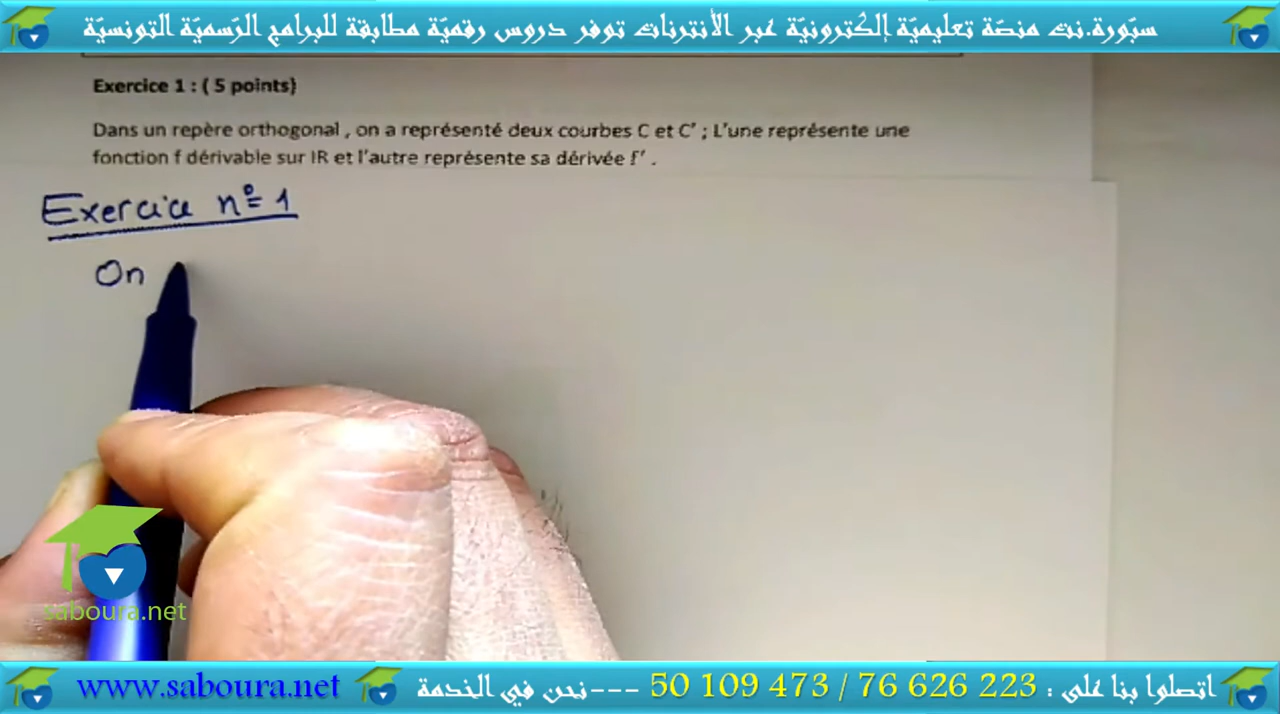 سبّورة.نت منصّة تعليميّة إلكترونيّة عبر الأنترنات توفر دروس رقميّة مطابقة للبرامج الرّسميّة التونسيّة
Exercice 1 : ( 5 points)
Dans un repère orthogonal , on a représenté deux courbes C et C’ ; L’une représente une
fonction f dérivable sur IR et l’autre représente sa dérivée f’ .
Exercice n° 1
On
saboura.net
www.saboura.net اتصلوا بنا على : 50 109 473 / 76 626 223 ---نحن في الخدمة